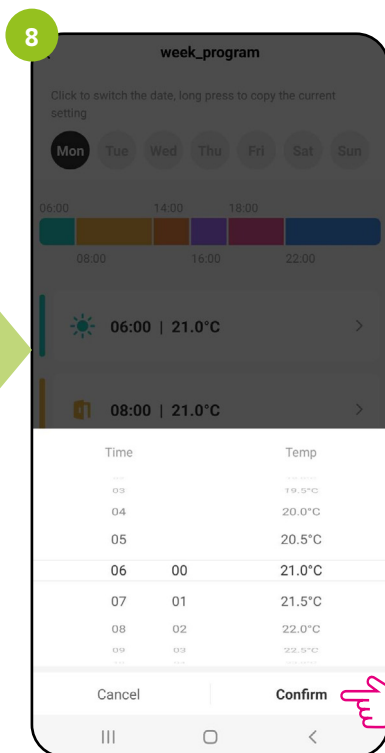 8
week_program
Click to switch the date, long press to copy the current
setting
Mon Tue Wed Thu Fri Sat Sun
06:00 14:00 18:00
08:00 16:00 22:00
06:00 | 21.0°C
08:00 | 21.0°C
Time Temp
03 19.5°C
04 20.0°C
05 20.5°C
06 00 21.0°C
07 01 21.5°C
08 02 22.0°C
09 03 22.5°C
Cancel Confirm